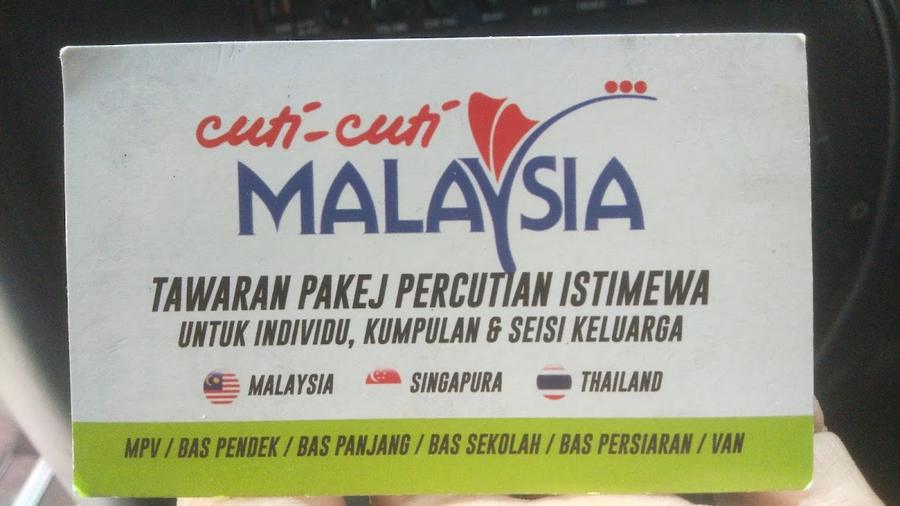 cuti-cuti
MALAYSIA
TAWARAN PAKEJ PERCUTIAN ISTIMEWA
UNTUK INDIVIDU, KUMPULAN & SEISI KELUARGA
MALAYSIA SINGAPURA THAILAND
MPV / BAS PENDEK / BAS PANJANG / BAS SEKOLAH / BAS PERSIARAN / VAN